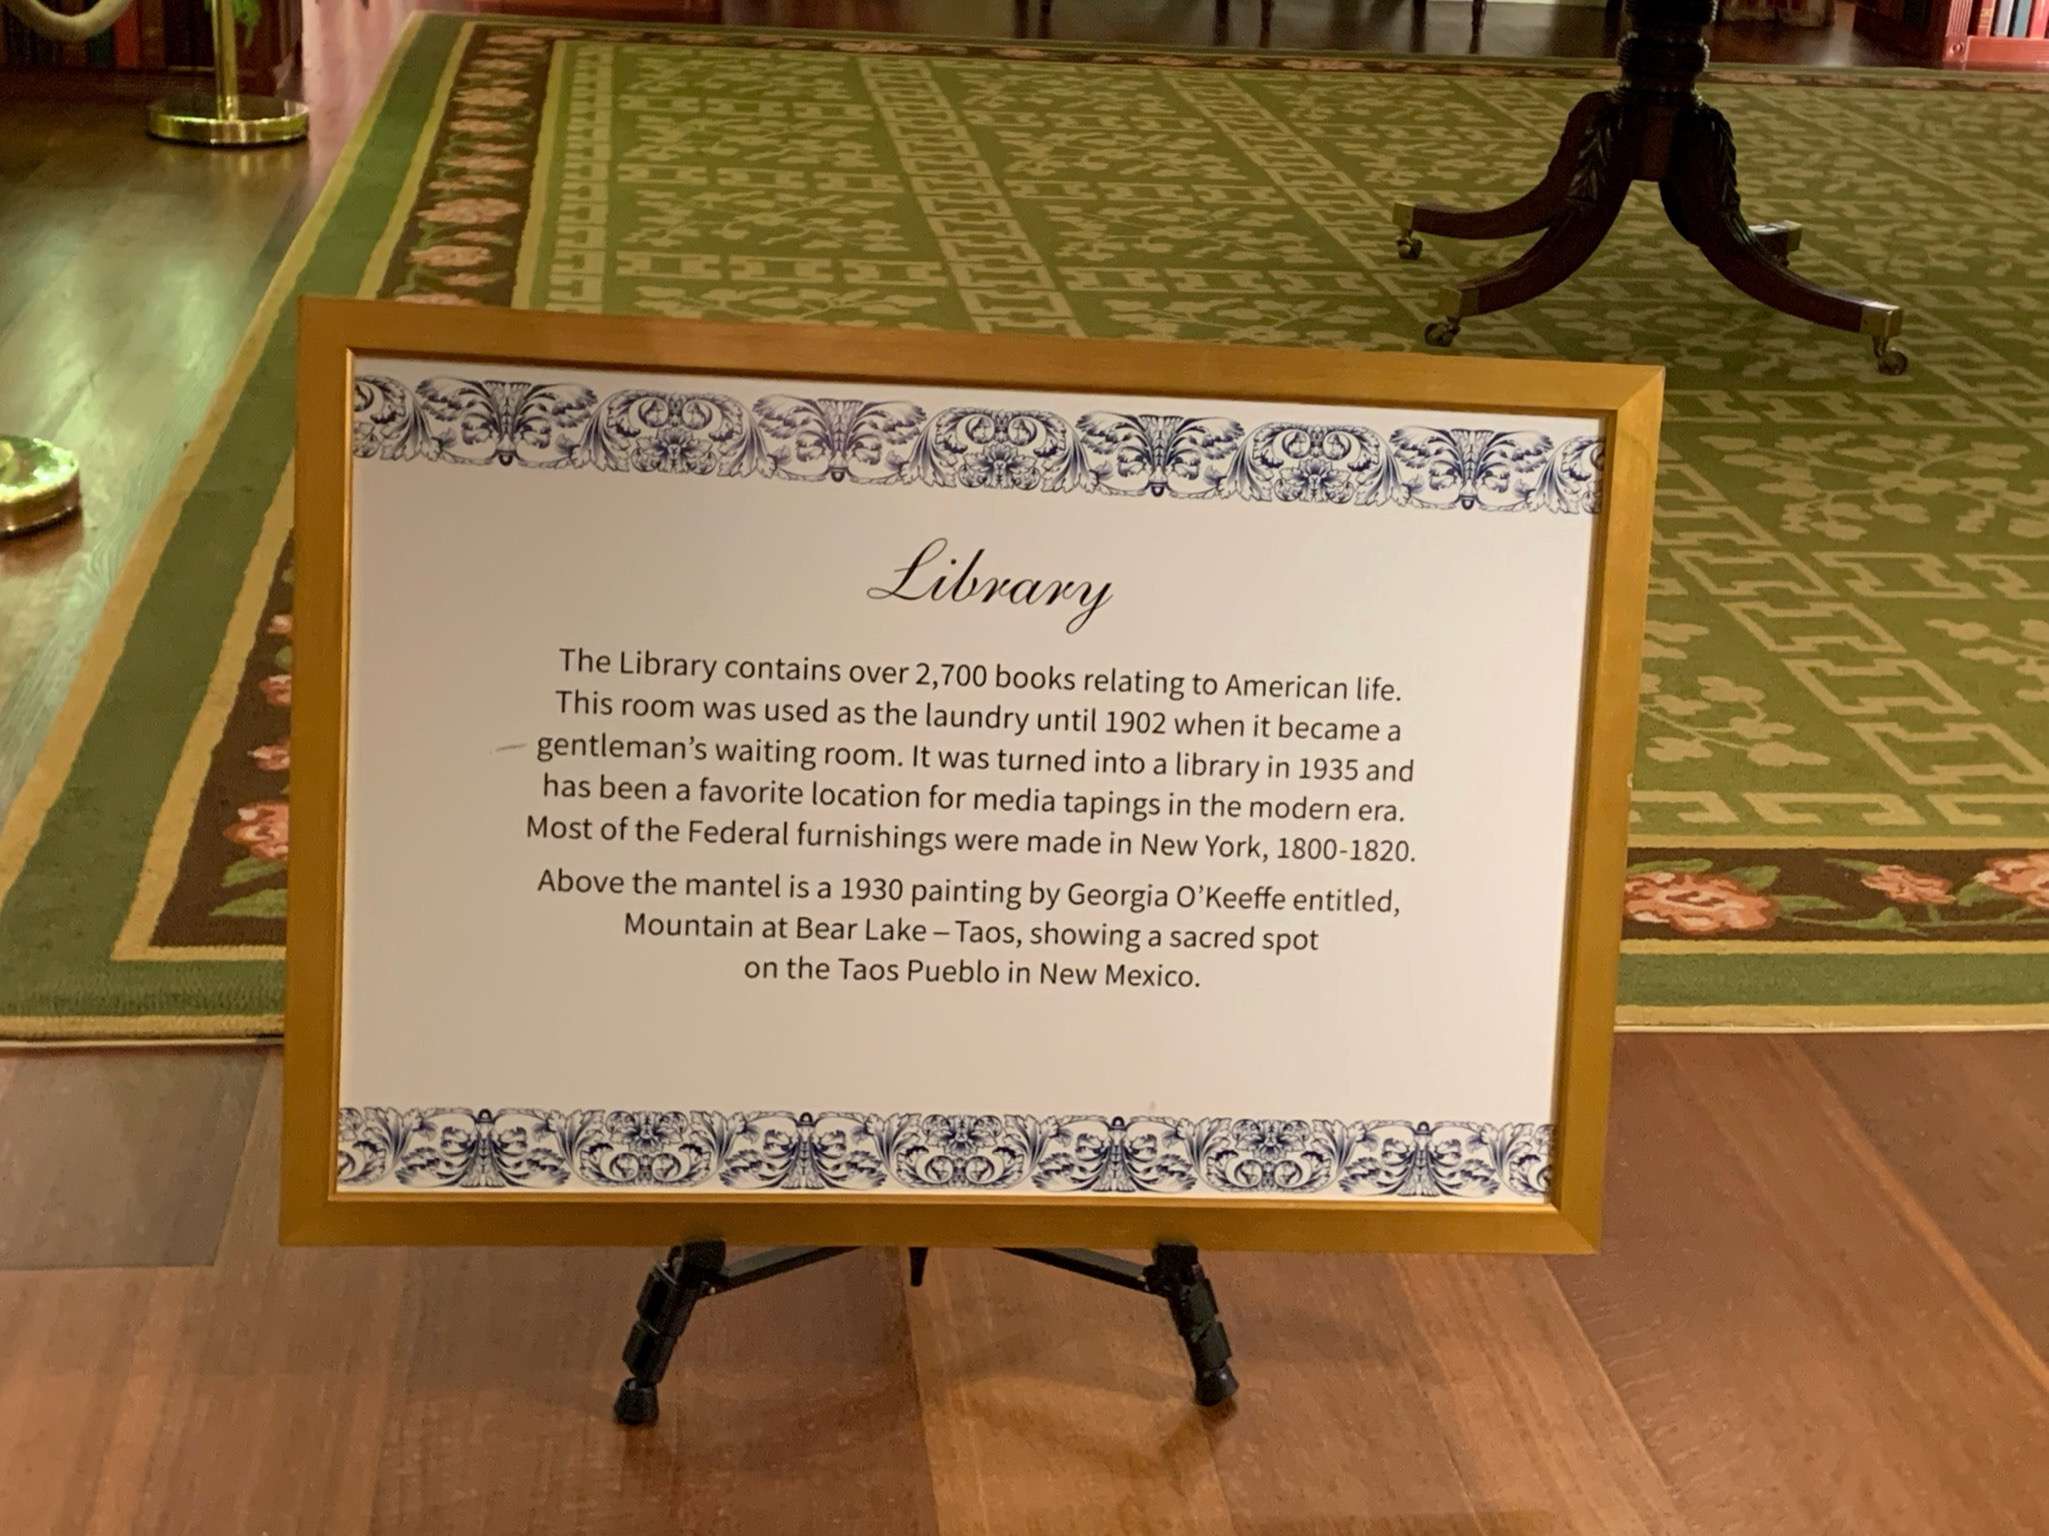 Library
The Library contains over 2,700 books relating to American life.
This room was used as the laundry until 1902 when it became a
gentleman’s waiting room. It was turned into a library in 1935 and
has been a favorite location for media tapings in the modern era.
Most of the Federal furnishings were made in New York, 1800-1820.
Above the mantel is a 1930 painting by Georgia O’Keeffe entitled,
Mountain at Bear Lake – Taos, showing a sacred spot
on the Taos Pueblo in New Mexico.